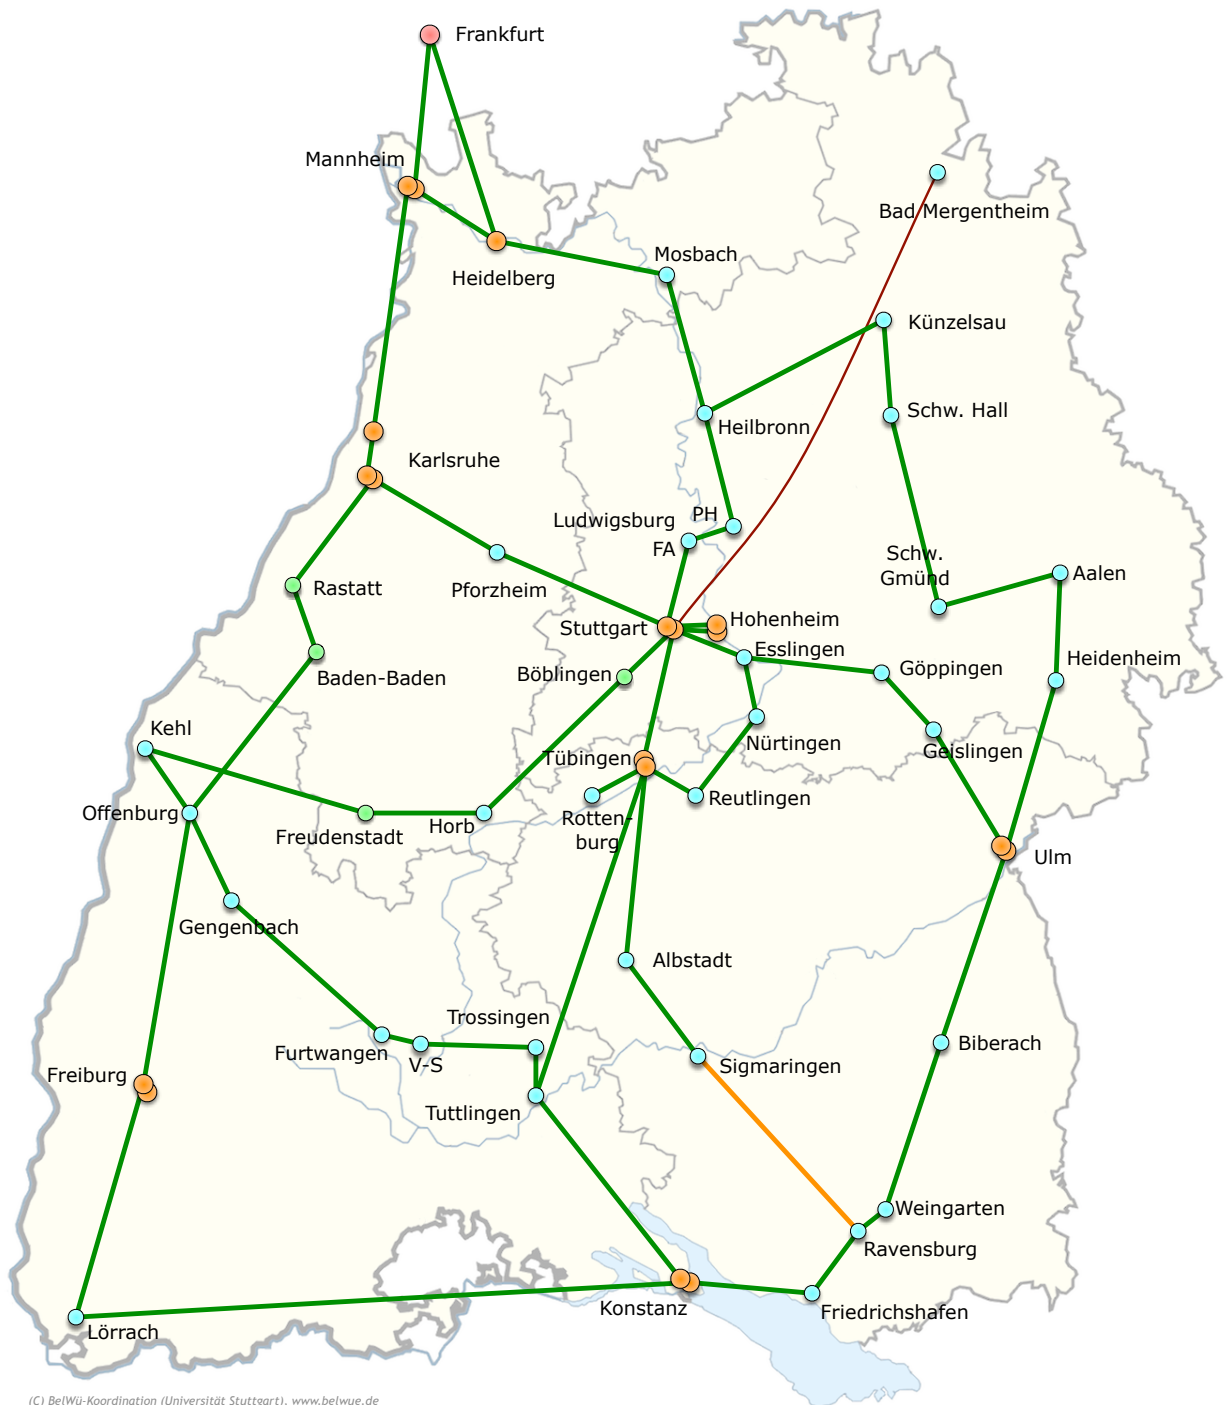 Frankfurt
Mannheim
Bad Mergentheim
Mosbach
Heidelberg
Künzelsau
Schw. Hall
Heilbronn
Karlsruhe
PH
Ludwigsburg
FA
Schw.
Gmünd
Aalen
Rastatt
Pforzheim
Hohenheim
Stuttgart
Esslingen
Heidenheim
Göppingen
Böblingen
Baden-Baden
Kehl
Nürtingen
Geislingen
Tübingen
Reutlingen
Offenburg
Rotten-
burg
Horb
Freudenstadt
Ulm
Gengenbach
Albstadt
Trossingen
Biberach
Furtwangen
V-S
Sigmaringen
Freiburg
Tuttlingen
Weingarten
Ravensburg
Konstanz
Friedrichshafen
Lörrach
(C) BelWü-Koordination (Universität Stuttgart), www.belwue.de